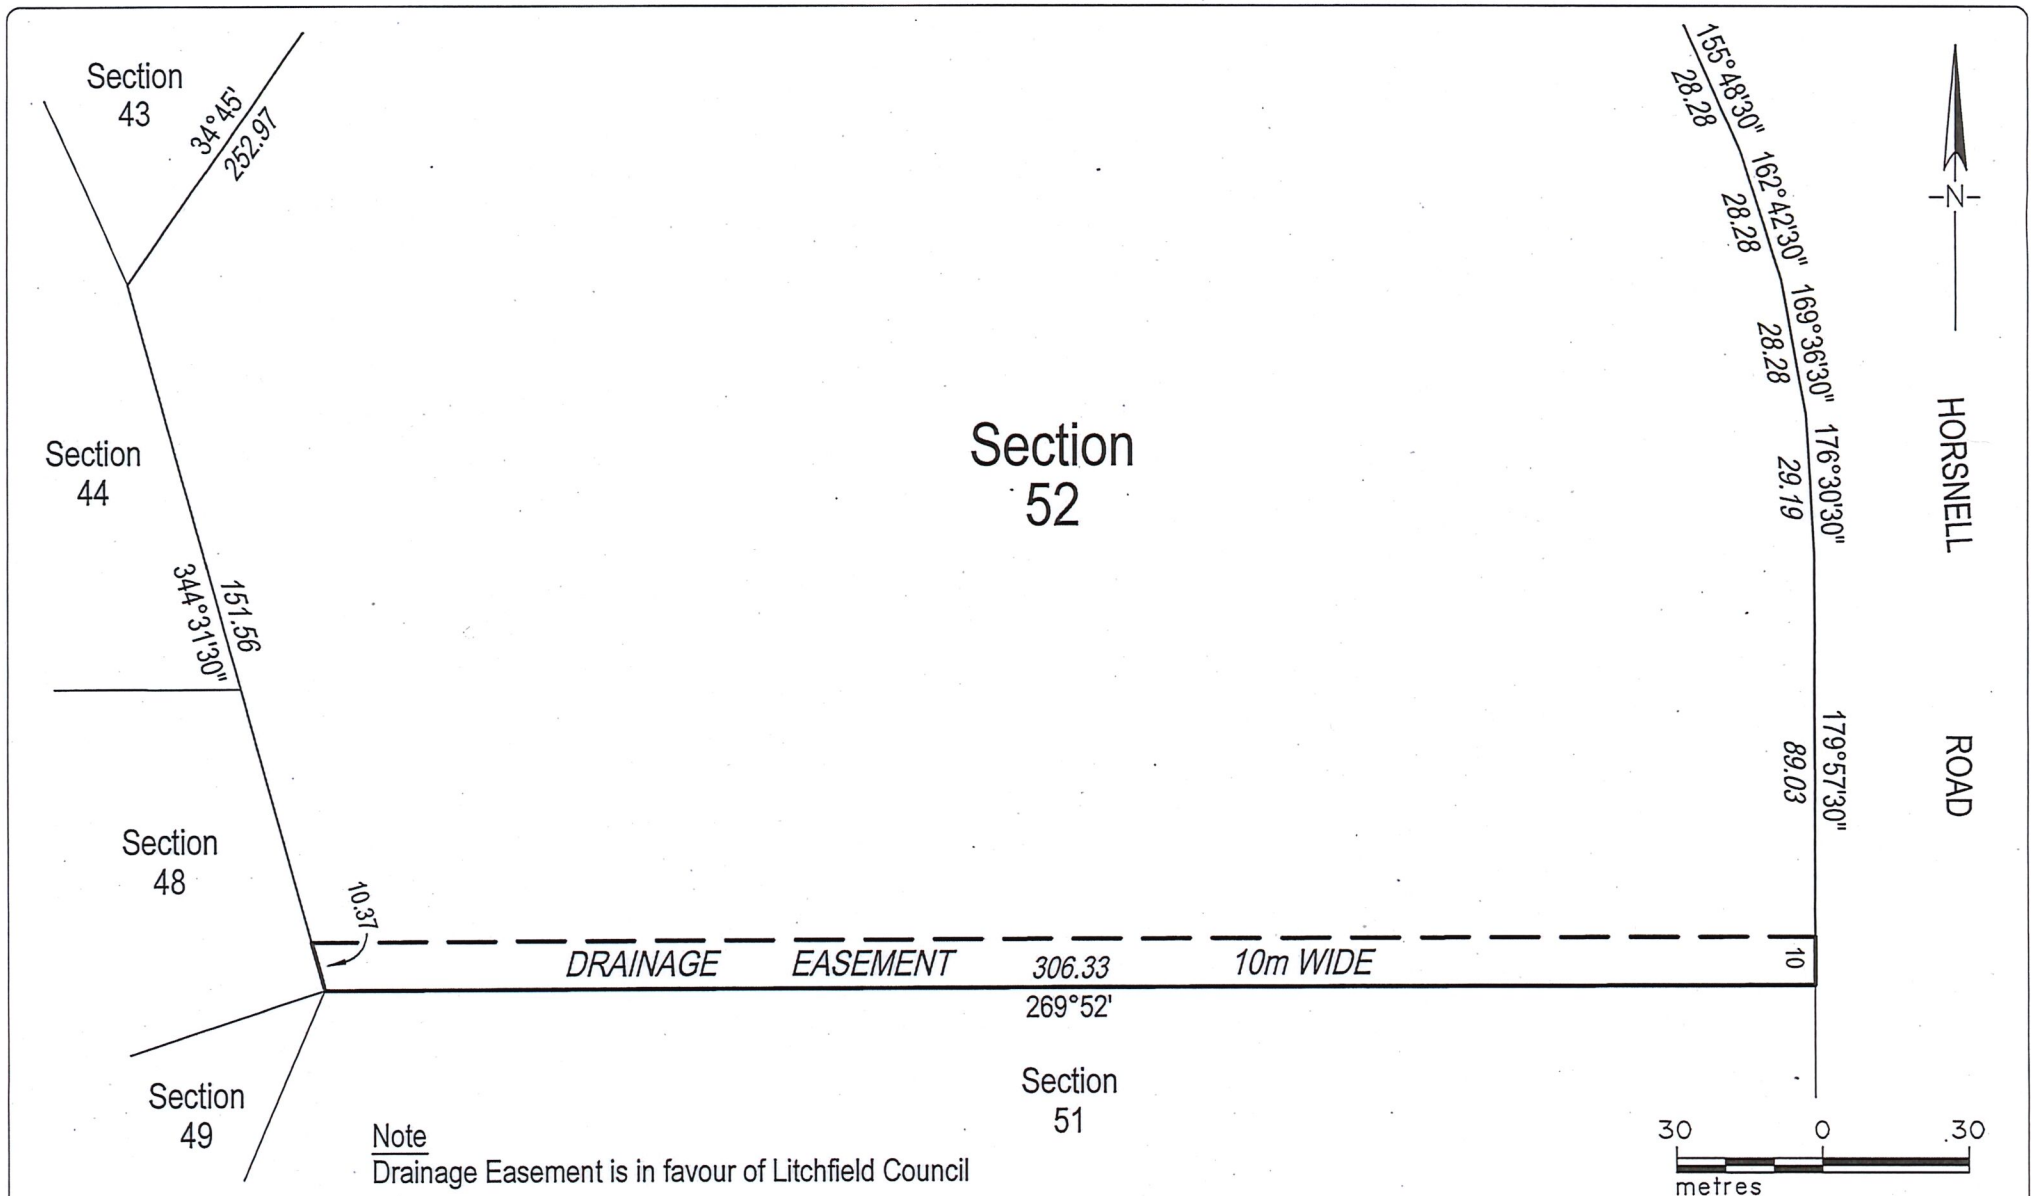 Section
43
34°45'
252.97
155°48'30"
28.28
162°42'30"
28.28
169°36'30"
28.28
176°30'30"
29.19
179°57'30"
89.03
-N-
HORSNELL
ROAD
Section
52
Section
44
151.56
344°31'30"
Section
48
10.37
DRAINAGE EASEMENT 306.33 10m WIDE
10
269°52'
Section
51
Section
49
Note
Drainage Easement is in favour of Litchfield Council
30 0 30
metres